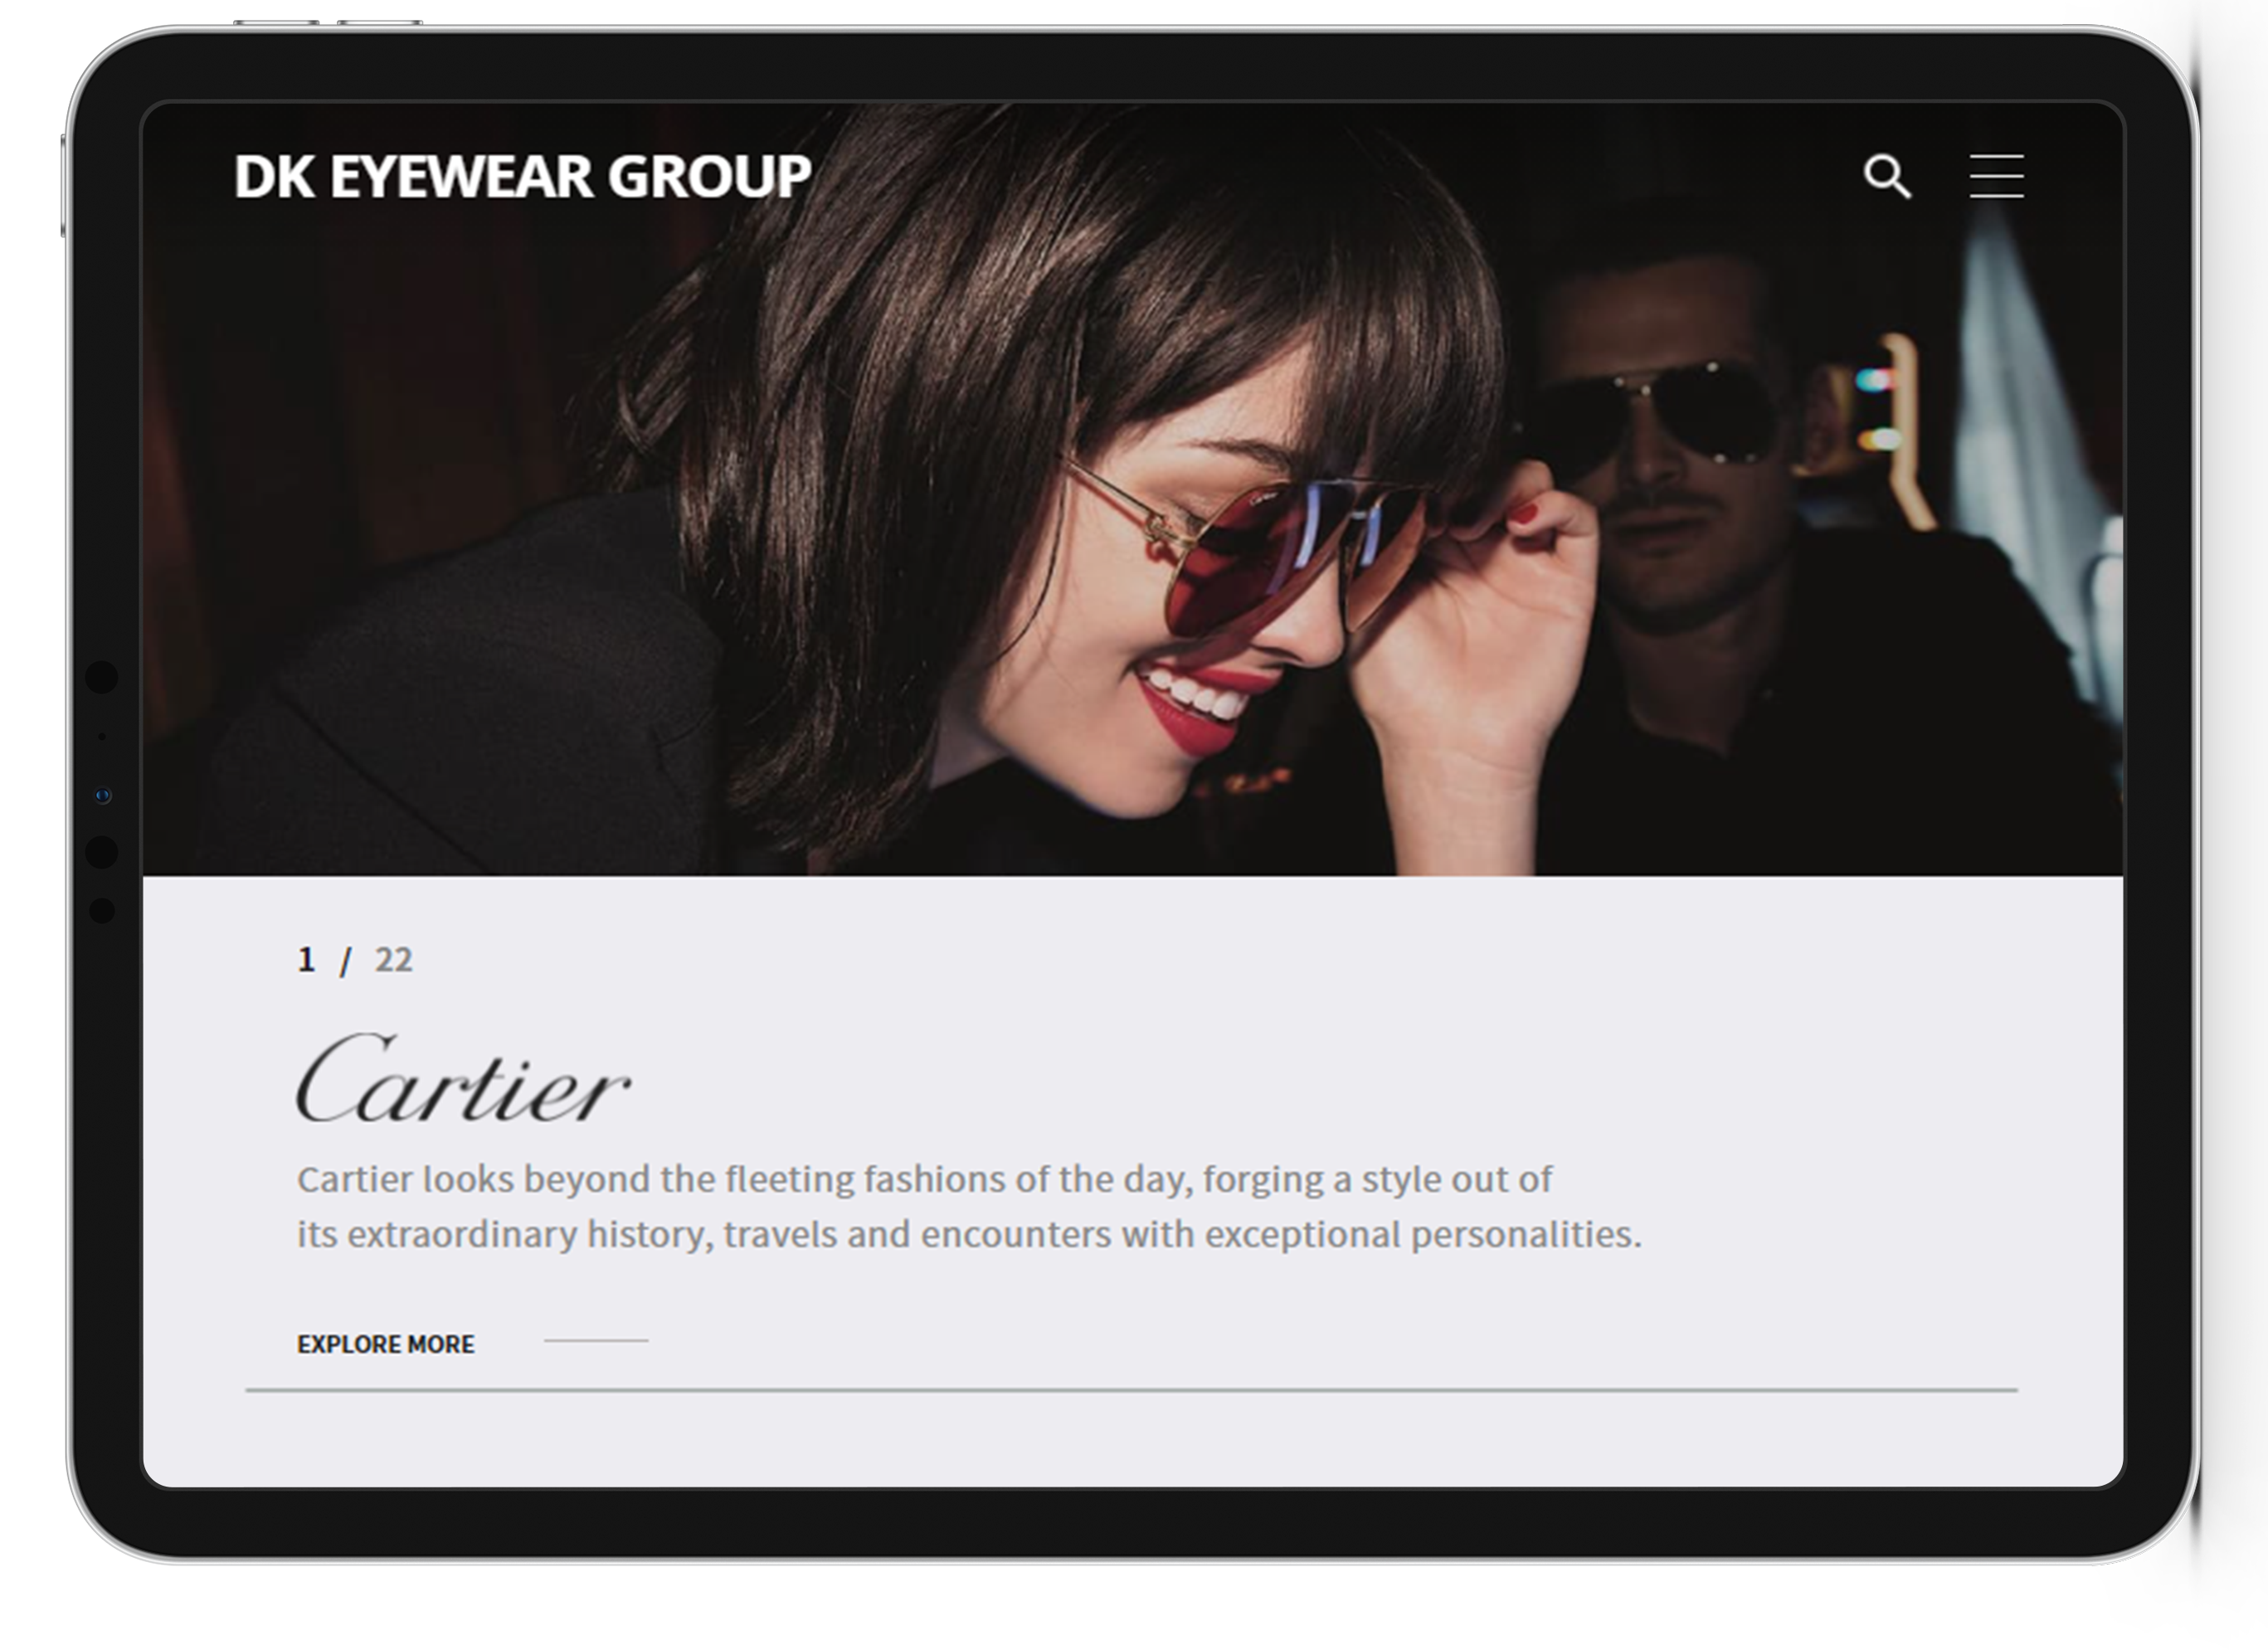 DK EYEWEAR GROUP
1 / 22
Cartier
Cartier looks beyond the fleeting fashions of the day, forging a style out of
its extraordinary history, travels and encounters with exceptional personalities.
EXPLORE MORE